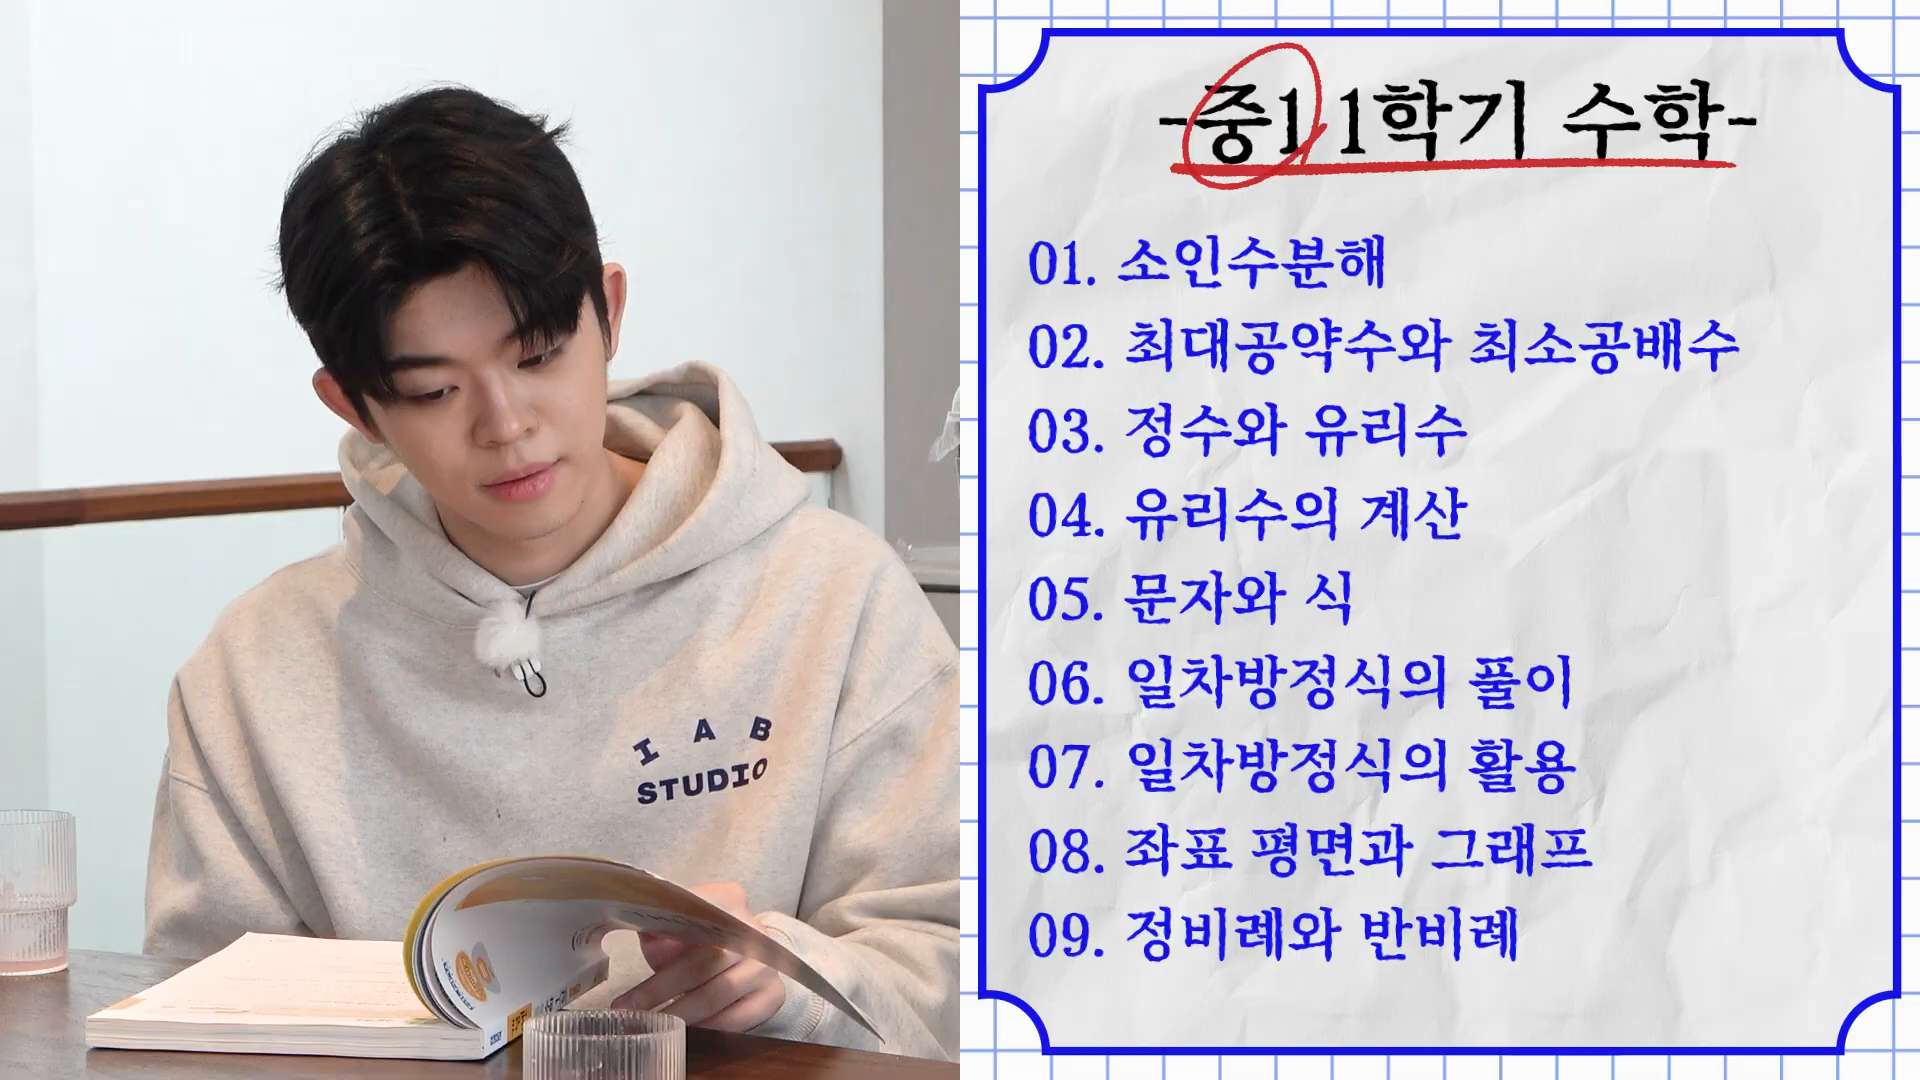 I A B
STUDIO
-중1 1학기 수학-
01. 소인수분해
02. 최대공약수와 최소공배수
03. 정수와 유리수
04. 유리수의 계산
05. 문자와 식
06. 일차방정식의 풀이
07. 일차방정식의 활용
08. 좌표 평면과 그래프
09. 정비례와 반비례